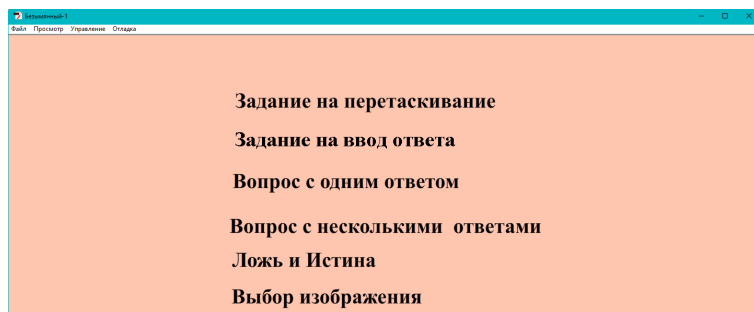 Безымянный-1
Файл Просмотр Управление Отладка
Задание на перетаскивание
Задание на ввод ответа
Вопрос с одним ответом
Вопрос с несколькими ответами
Ложь и Истина
Выбор изображения